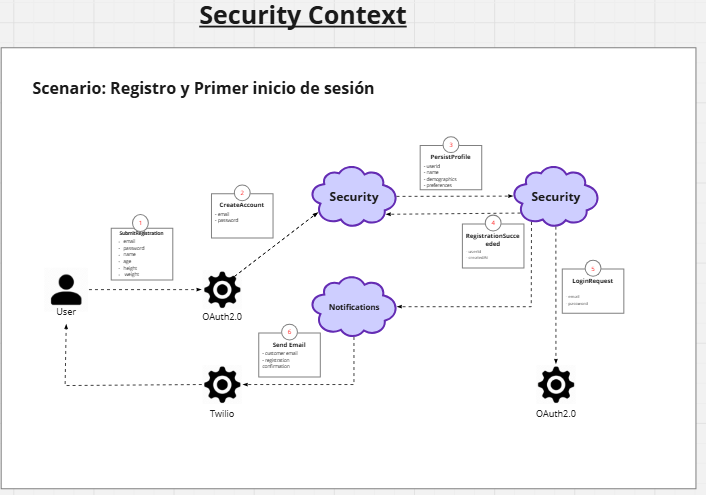 Security Context
Scenario: Registro y Primer inicio de sesión
3
PersistProfile
- userId
- name
- demographics
- preferences
2
CreateAccount
- email
- password
Security
Security
1
SubmitRegistration
- email
- password
- name
- age
- height
- weight
4
RegistrationSuccee
eded
- userId
- createdAt
5
LoginRequest
- email
- password
User
OAuth2.0
Notifications
6
Send Email
- customer email
- registration
confirmation
Twilio
OAuth2.0